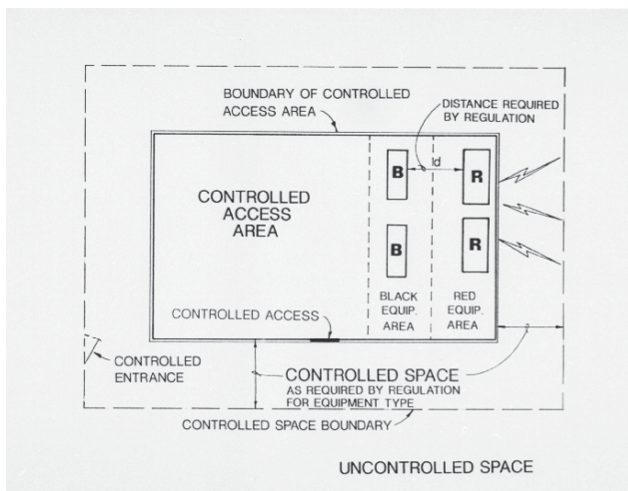 BOUNDARY OF CONTROLLED
ACCESS AREA
DISTANCE REQUIRED
BY REGULATION
CONTROLLED
ACCESS
AREA
B
d
R
B
R
BLACK
EQUIP.
AREA
RED
EQUIP.
AREA
CONTROLLED ACCESS
CONTROLLED
ENTRANCE
CONTROLLED SPACE
AS REQUIRED BY REGULATION
FOR EQUIPMENT TYPE
CONTROLLED SPACE BOUNDARY
UNCONTROLLED SPACE